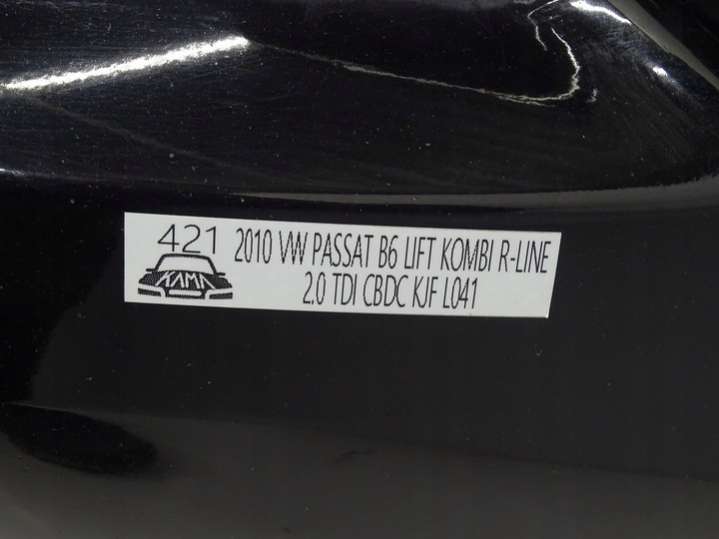 421 2010 VW PASSAT B6 LIFT KOMBI R-LINE
KAMA 2.0 TDI CBDC KJF L041